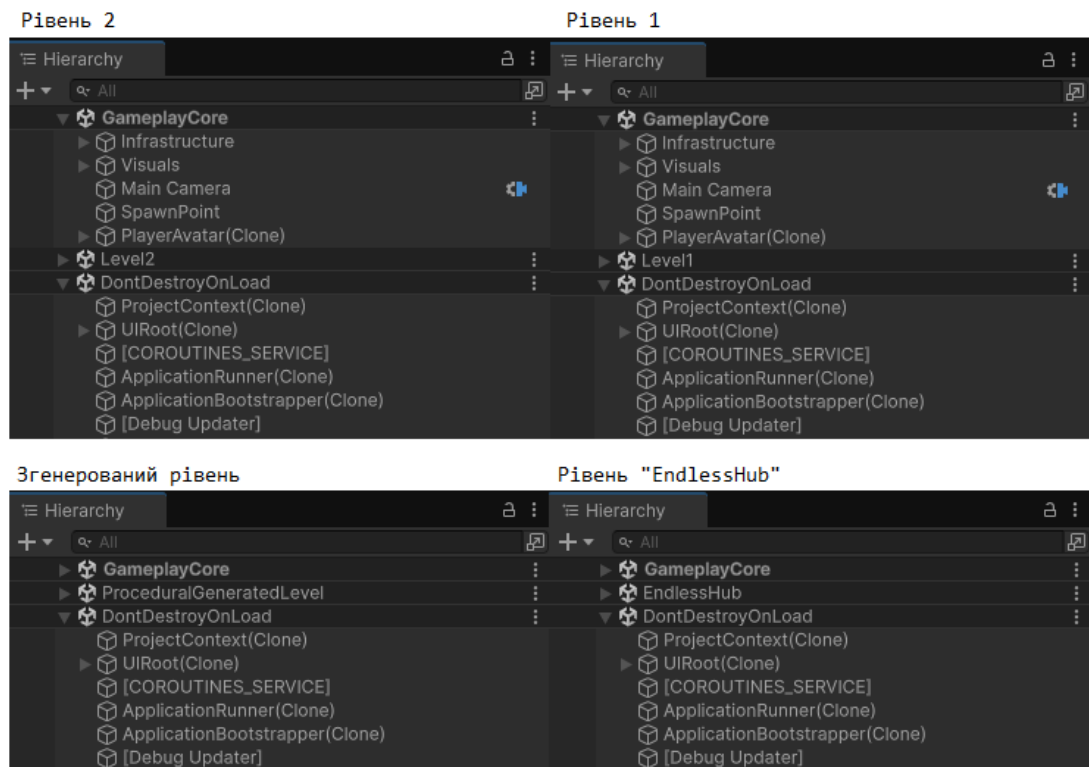 Рівень 2
Hierarchy
All
GameplayCore
Infrastructure
Visuals
Main Camera
SpawnPoint
PlayerAvatar(Clone)
Level2
DontDestroyOnLoad
ProjectContext(Clone)
UIRoot(Clone)
[COROUTINES_SERVICE]
ApplicationRunner(Clone)
ApplicationBootstrapper(Clone)
[Debug Updater]
Рівень 1
Hierarchy
All
GameplayCore
Infrastructure
Visuals
Main Camera
SpawnPoint
PlayerAvatar(Clone)
Level1
DontDestroyOnLoad
ProjectContext(Clone)
UIRoot(Clone)
[COROUTINES_SERVICE]
ApplicationRunner(Clone)
ApplicationBootstrapper(Clone)
[Debug Updater]
Згенерований рівень
Hierarchy
All
GameplayCore
ProceduralGeneratedLevel
DontDestroyOnLoad
ProjectContext(Clone)
UIRoot(Clone)
[COROUTINES_SERVICE]
ApplicationRunner(Clone)
ApplicationBootstrapper(Clone)
[Debug Updater]
Рівень "EndlessHub"
Hierarchy
All
GameplayCore
EndlessHub
DontDestroyOnLoad
ProjectContext(Clone)
UIRoot(Clone)
[COROUTINES_SERVICE]
ApplicationRunner(Clone)
ApplicationBootstrapper(Clone)
[Debug Updater]